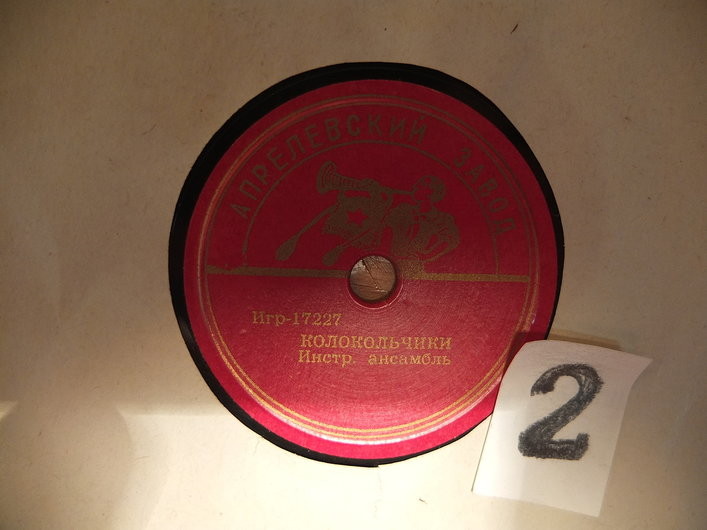 АПРЕЛЕВСКИЙ ЗАВОД
Игр-17227
КОЛОКОЛЬЧИКИ
Инстр. ансамбль
2